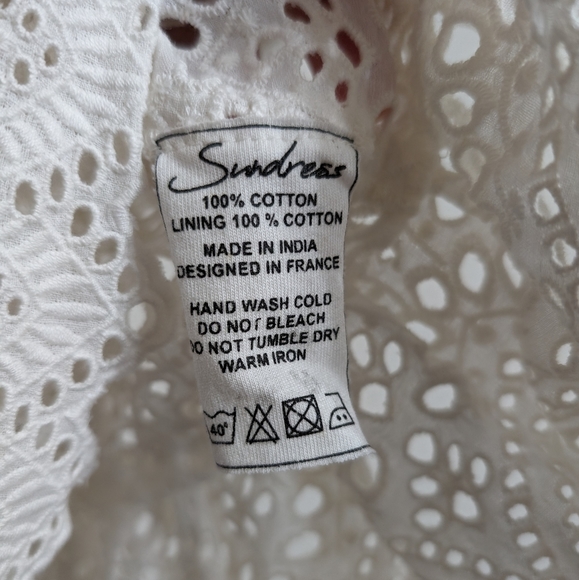 Sundress
100% COTTON
LINING 100 % COTTON
MADE IN INDIA
DESIGNED IN FRANCE
HAND WASH COLD
DO NOT BLEACH
DO NOT TUMBLE DRY
WARM IRON
40°